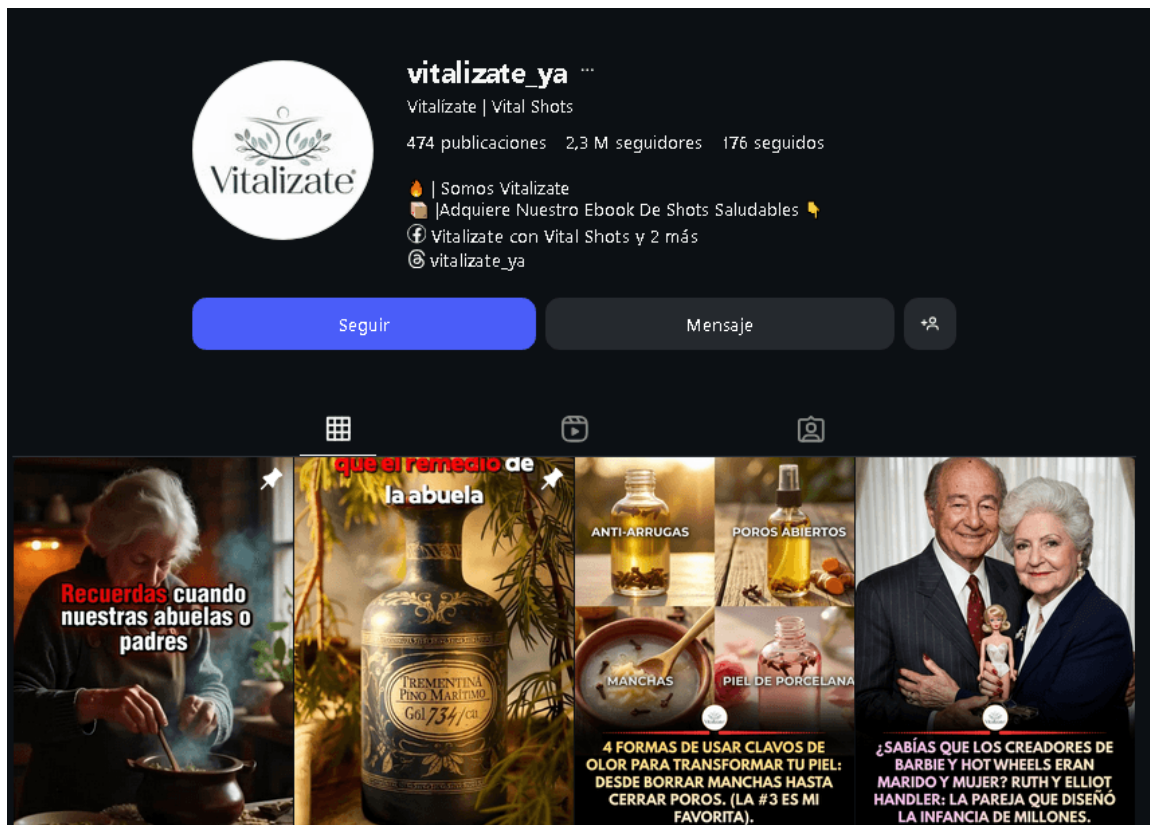 vitalizate_ya ...
Vitalízate | Vital Shots
474 publicaciones 2,3 M seguidores 176 seguidos
Vitalizate®
🔥 | Somos Vitalizate
📦 |Adquiere Nuestro Ebook De Shots Saludables 👇
Vitalizate con Vital Shots y 2 más
vitalizate_ya
Seguir
Mensaje
Recuerdas cuando
nuestras abuelas o
padres
que el remedio de
la abuela
TREMENTINA
PINO MARÍTIMO
ANTI-ARRUGAS
POROS ABIERTOS
MANCHAS
PIEL DE PORCELANA
4 FORMAS DE USAR CLAVOS DE
OLOR PARA TRANSFORMAR TU PIEL:
DESDE BORRAR MANCHAS HASTA
CERRAR POROS. (LA #3 ES MI
FAVORITA).
Vitalizate
¿SABÍAS QUE LOS CREADORES DE
BARBIE Y HOT WHEELS ERAN
MARIDO Y MUJER? RUTH Y ELLIOT
HANDLER: LA PAREJA QUE DISEÑÓ
LA INFANCIA DE MILLONES.